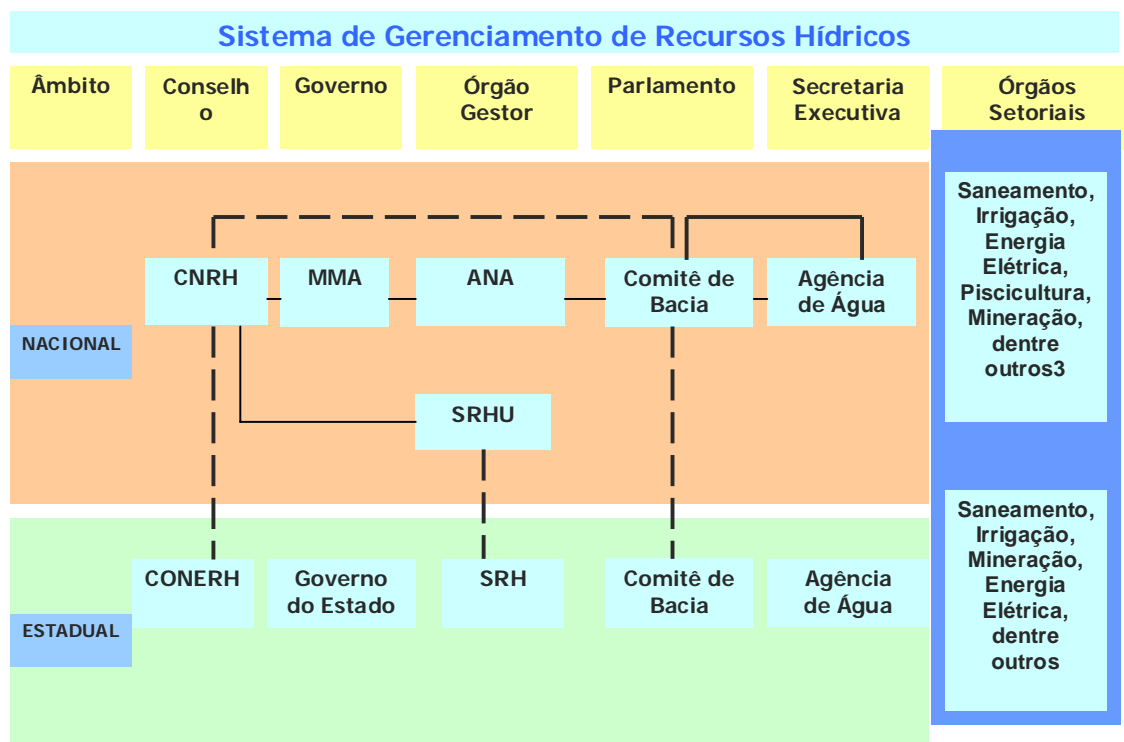 Sistema de Gerenciamento de Recursos Hídricos
Âmbito
Conselh
o
Governo
Órgão
Gestor
Parlamento
Secretaria
Executiva
Órgãos
Setoriais
NACIONAL
CNRH
MMA
ANA
Comitê de
Bacia
Agência
de Água
SRHU
Saneamento,
Irrigação,
Energia
Elétrica,
Piscicultura,
Mineração,
dentre
outros3
ESTADUAL
CONERH
Governo
do Estado
SRH
Comitê de
Bacia
Agência
de Água
Saneamento,
Irrigação,
Mineração,
Energia
Elétrica,
dentre
outros